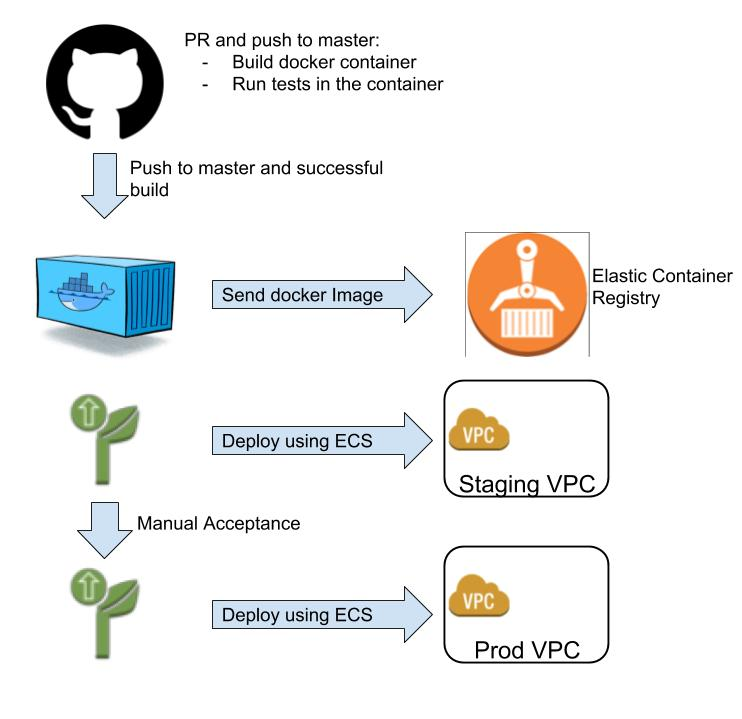 PR and push to master:
- Build docker container
- Run tests in the container
Push to master and successful
build
Send docker Image
Elastic Container
Registry
Deploy using ECS
VPC
Staging VPC
Manual Acceptance
Deploy using ECS
VPC
Prod VPC